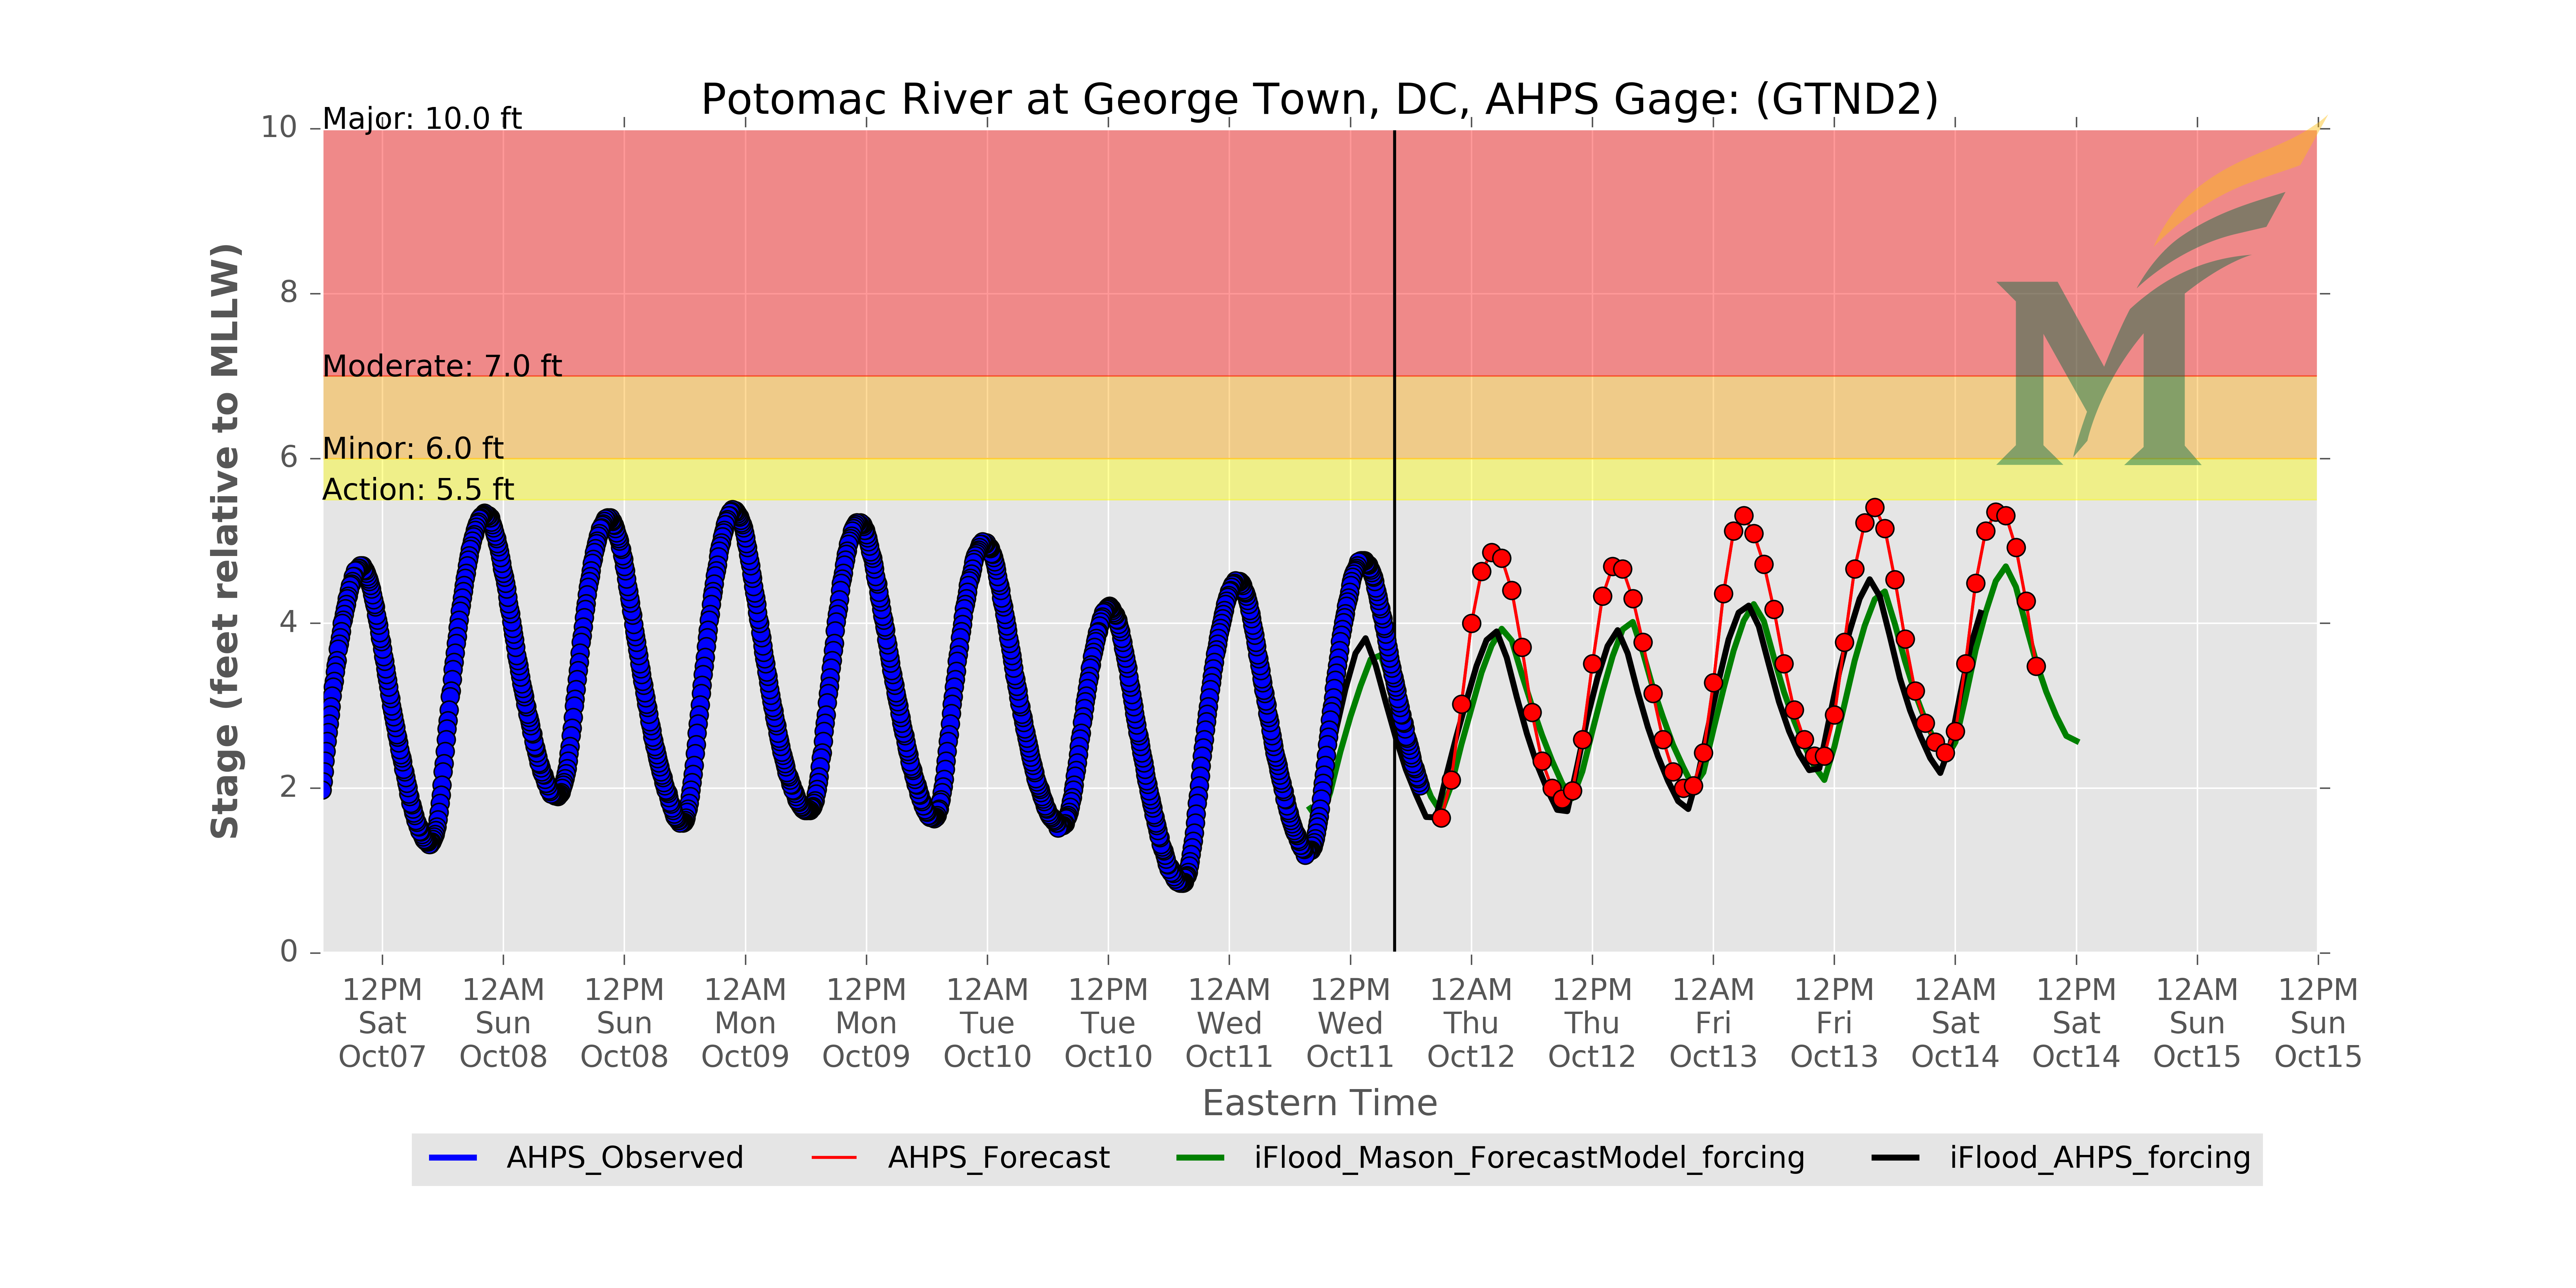 Potomac River at George Town, DC, AHPS Gage: (GTND2)
Major: 10.0 ft
Moderate: 7.0 ft
Minor: 6.0 ft
Action: 5.5 ft
Stage (feet relative to MLLW)
10
8
6
4
2
0
12PM 12AM 12PM 12AM 12PM 12AM 12PM 12AM 12PM 12AM 12PM 12AM 12PM 12AM 12PM 12AM 12PM
Sat Sun Sun Mon Mon Tue Tue Wed Wed Thu Thu Fri Fri Sat Sat Sun Sun
Oct07 Oct08 Oct08 Oct09 Oct09 Oct10 Oct10 Oct11 Oct11 Oct12 Oct12 Oct13 Oct13 Oct14 Oct14 Oct15 Oct15
Eastern Time
AHPS_Observed AHPS_Forecast iFlood_Mason_ForecastModel_forcing iFlood_AHPS_forcing
M